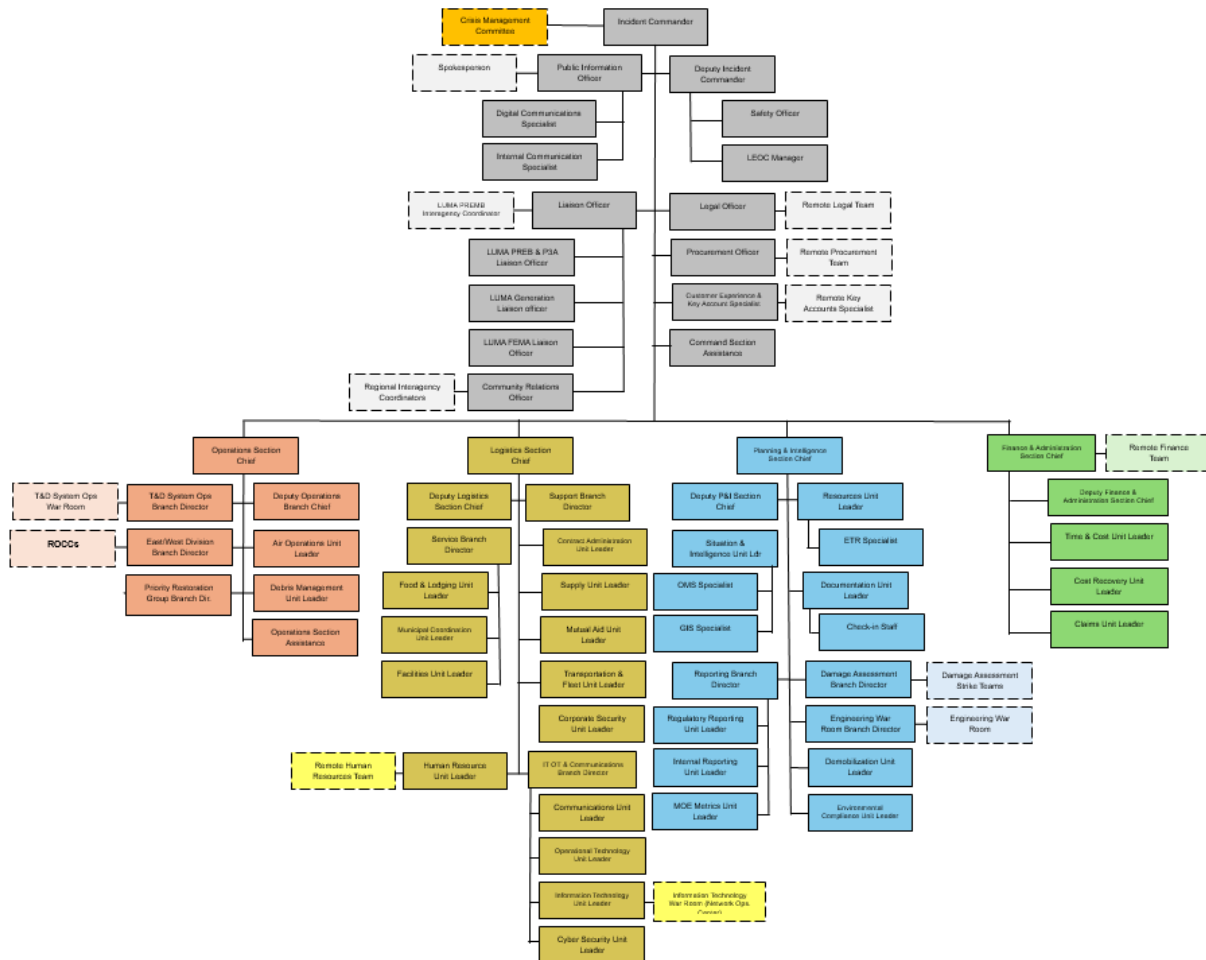 Crisis Management
Committee
Incident Commander
Spokesperson
Public Information
Officer
Deputy Incident
Commander
Digital Communications
Specialist
Safety Officer
Internal Communication
Specialist
LEOC Manager
LUMA PREMB
Interagency Coordinator
Liaison Officer
Legal Officer
Remote Legal Team
LUMA PREB & P3A
Liaison Officer
Procurement Officer
Remote Procurement
Team
LUMA Generation
Liaison officer
Customer Experience &
Key Account Specialist
Remote Key
Accounts Specialist
LUMA FEMA Liaison
Officer
Command Section
Assistance
Regional Interagency
Coordinators
Community Relations
Officer
Operations Section
Chief
Logistics Section
Chief
Planning & Intelligence
Section Chief
Finance & Administration
Section Chief
Remote Finance
Team
T&D System Ops
War Room
T&D System Ops
Branch Director
Deputy Operations
Branch Chief
ROCCs
East/West Division
Branch Director
Air Operations Unit
Leader
Priority Restoration
Group Branch Dir.
Debris Management
Unit Leader
Operations Section
Assistance
Deputy Logistics
Section Chief
Support Branch
Director
Service Branch
Director
Contract Administration
Unit Leader
Food & Lodging Unit
Leader
Supply Unit Leader
Municipal Coordination
Unit Leader
Mutual Aid Unit
Leader
Facilities Unit Leader
Transportation &
Fleet Unit Leader
Corporate Security
Unit Leader
Remote Human
Resources Team
Human Resource
Unit Leader
IT OT & Communications
Branch Director
Communications Unit
Leader
Operational Technology
Unit Leader
Information Technology
Unit Leader
Information Technology
War Room (Network Ops.
Center)
Cyber Security Unit
Leader
Deputy P&I Section
Chief
Resources Unit
Leader
Situation
& Intelligence Unit Ldr
ETR Specialist
OMS Specialist
Documentation Unit
Leader
GIS Specialist
Check-in Staff
Reporting Branch
Director
Damage Assessment
Branch Director
Damage Assessment
Strike Teams
Regulatory Reporting
Unit Leader
Engineering War
Room Branch Director
Engineering War
Room
Internal Reporting
Unit Leader
Demobilization Unit
Leader
MOE Metrics Unit
Leader
Environmental
Compliance Unit Leader
Deputy Finance &
Administration Section Chief
Time & Cost Unit Leader
Cost Recovery Unit
Leader
Claims Unit Leader